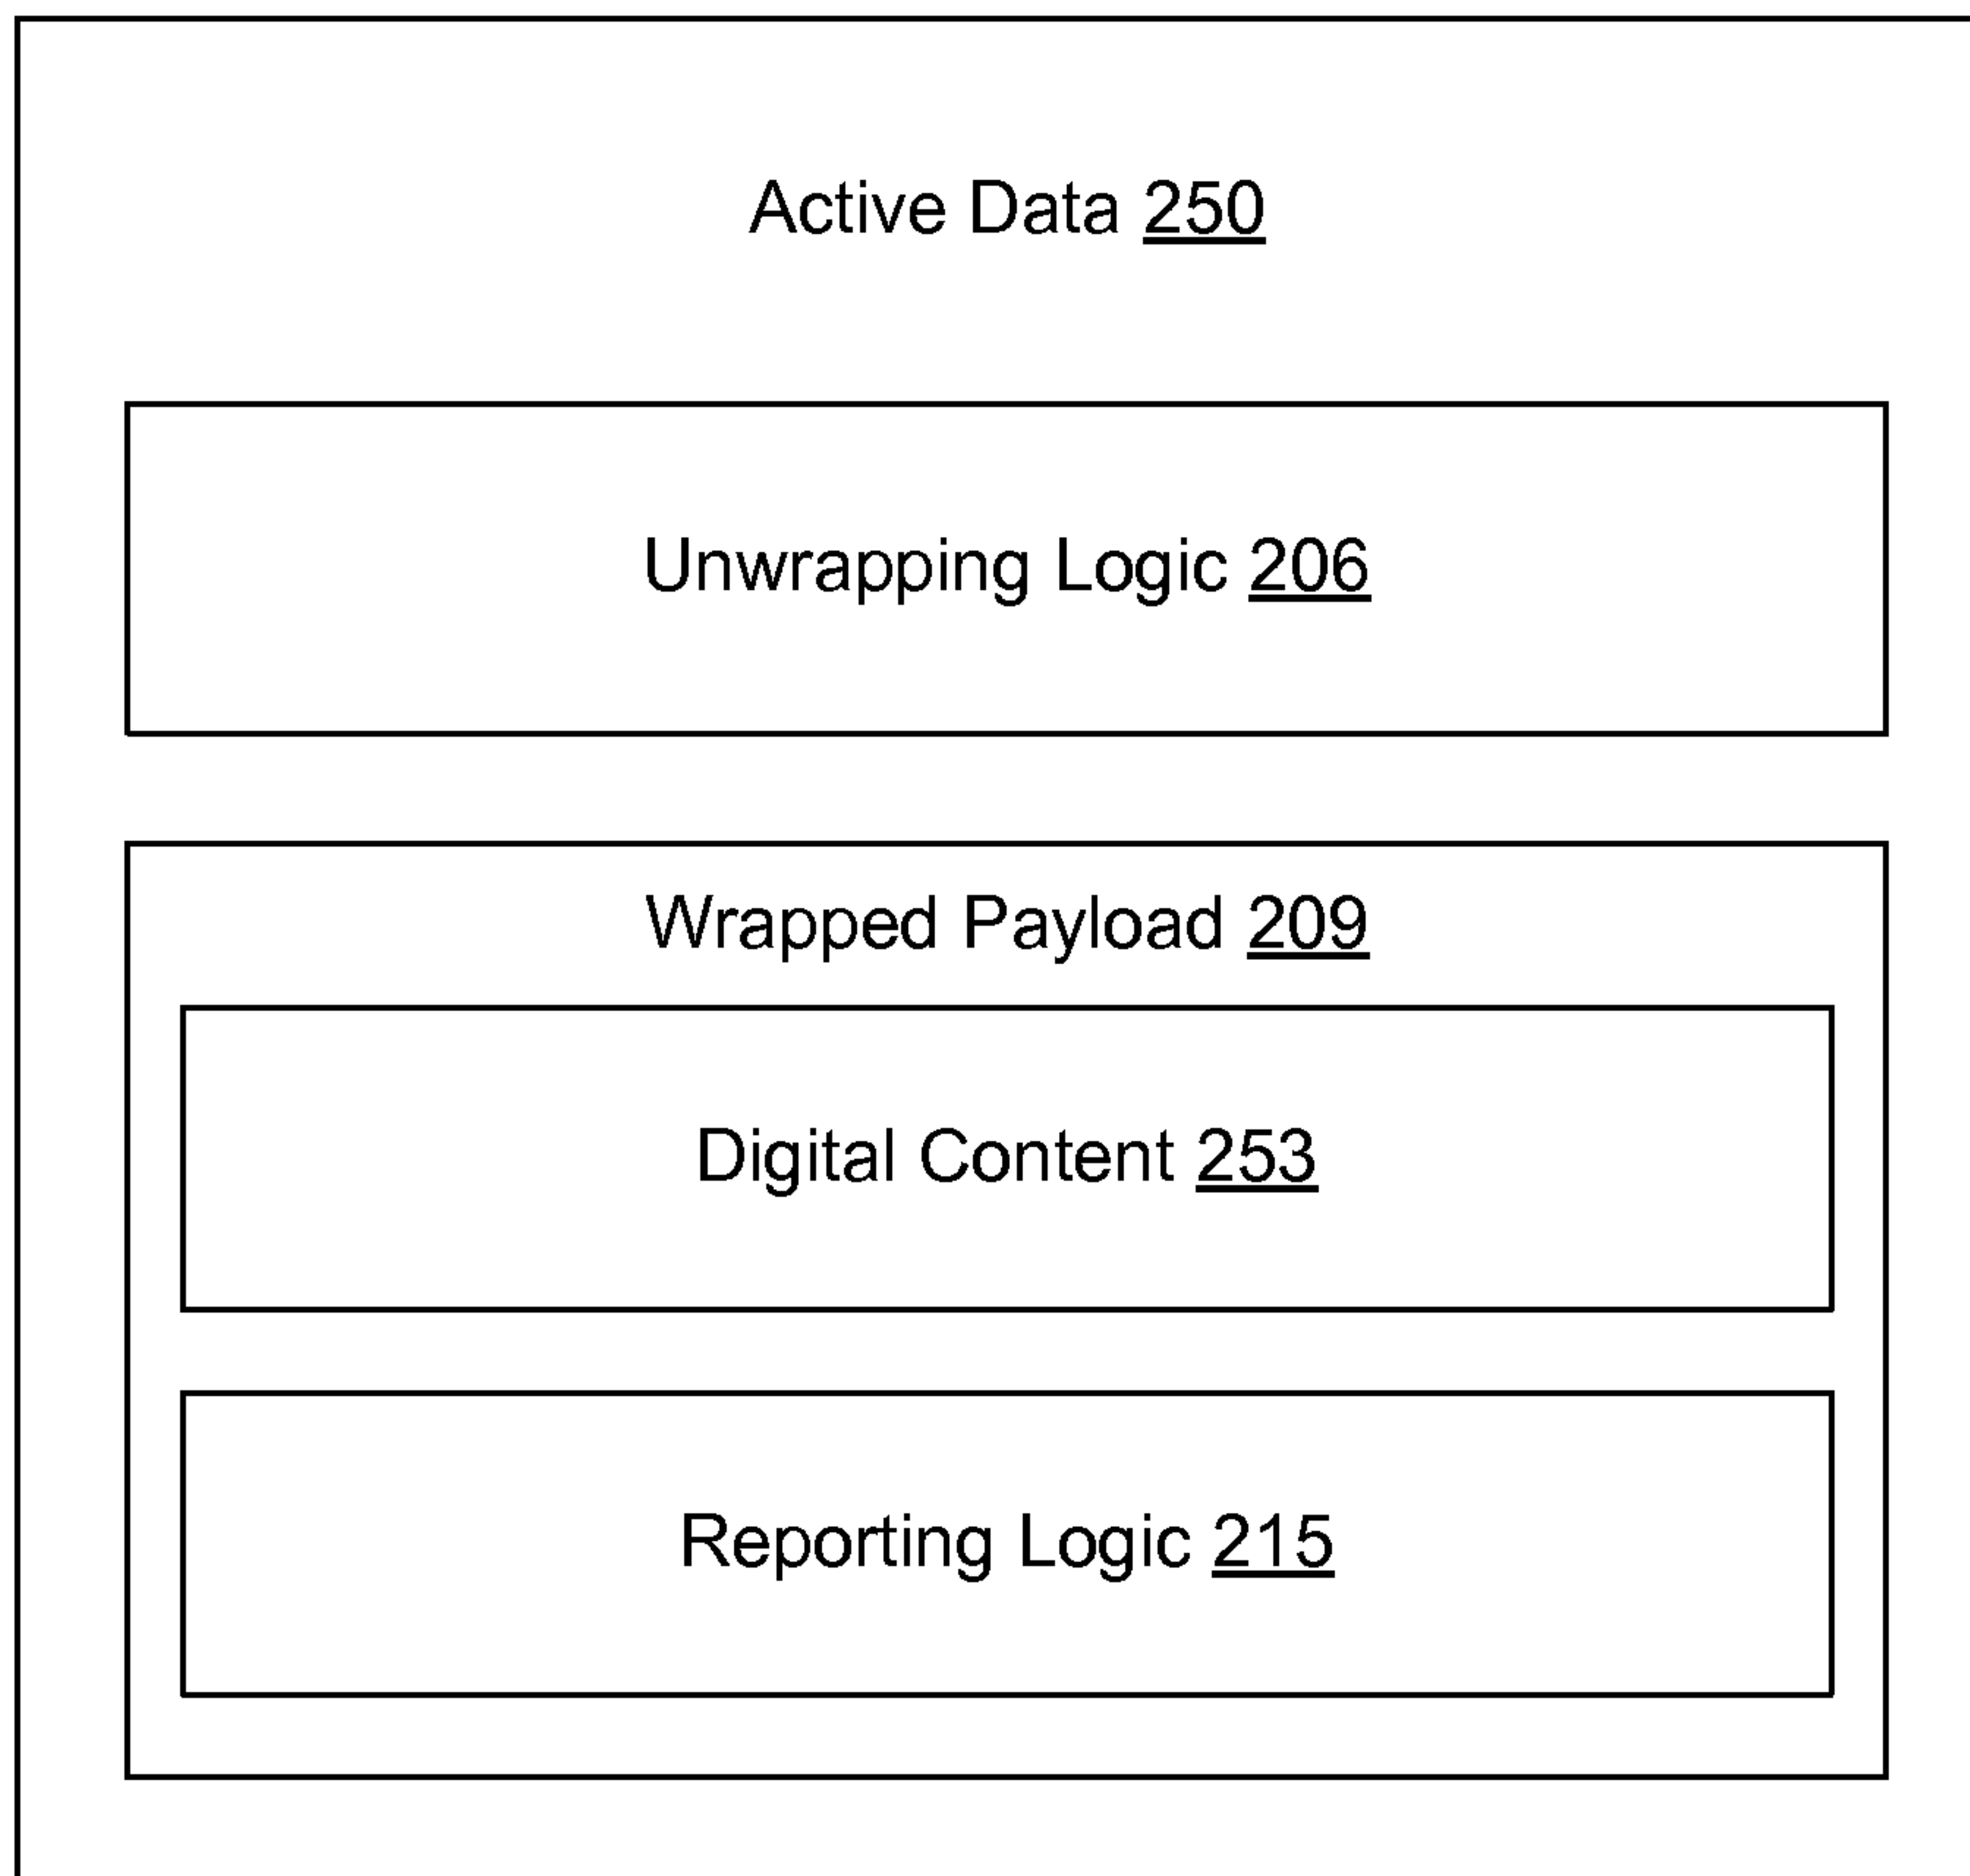 Active Data 250
Unwrapping Logic 206
Wrapped Payload 209
Digital Content 253
Reporting Logic 215